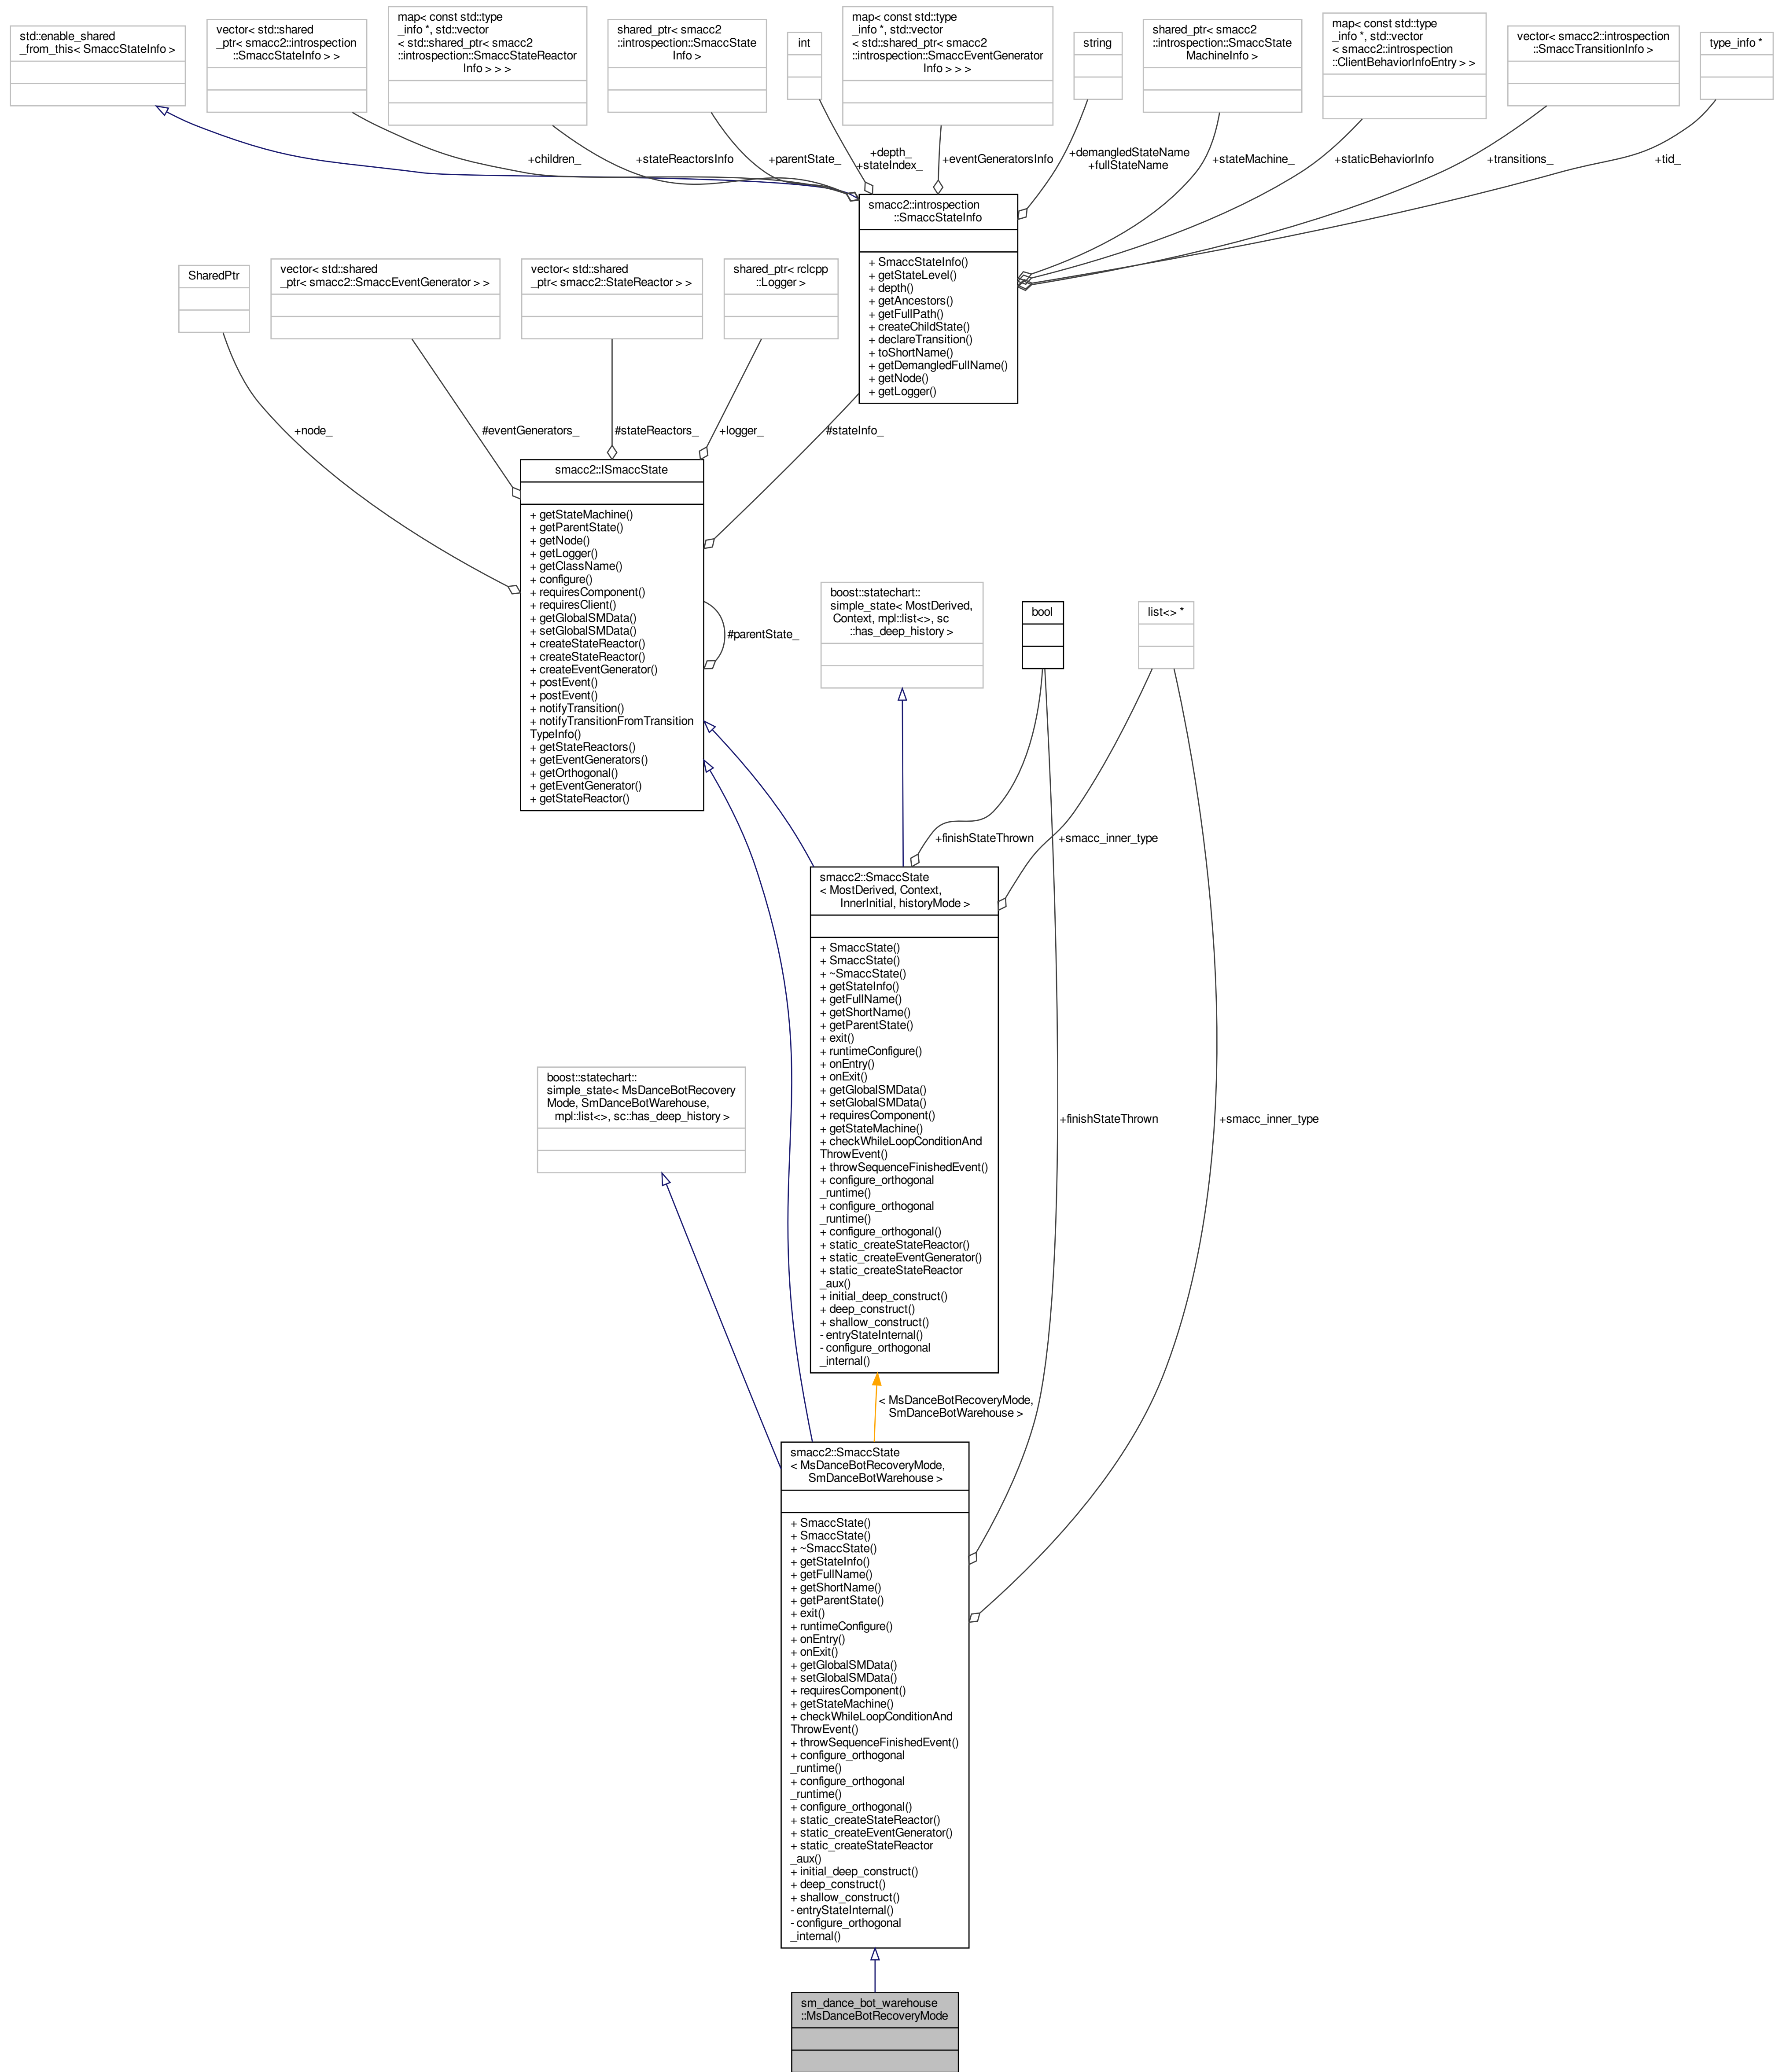 std::enable_shared
_from_this< SmaccStateInfo >
vector< std::shared
_ptr< smacc2::introspection
::SmaccStateInfo > >
map< const std::type
_info *, std::vector
< std::shared_ptr< smacc2
::introspection::SmaccStateReactor
Info > > >
shared_ptr< smacc2
::introspection::SmaccState
Info >
int
map< const std::type
_info *, std::vector
< std::shared_ptr< smacc2
::introspection::SmaccEventGenerator
Info > > >
string
shared_ptr< smacc2
::introspection::SmaccState
MachineInfo >
map< const std::type
_info *, std::vector
< smacc2::introspection
::ClientBehaviorInfoEntry > >
vector< smacc2::introspection
::SmaccTransitionInfo >
type_info *
+children_
+stateReactorsInfo
+parentState_
+depth_
+stateIndex_
+eventGeneratorsInfo
+demangledStateName
+fullStateName
+stateMachine_
+staticBehaviorInfo
+transitions_
+tid_
smacc2::introspection
::SmaccStateInfo
+ SmaccStateInfo()
+ getStateLevel()
+ depth()
+ getAncestors()
+ getFullPath()
+ createChildState()
+ declareTransition()
+ toShortName()
+ getDemangledFullName()
+ getNode()
+ getLogger()
SharedPtr
vector< std::shared
_ptr< smacc2::SmaccEventGenerator > >
vector< std::shared
_ptr< smacc2::StateReactor > >
shared_ptr< rclcpp
::Logger >
+node_
#eventGenerators_
#stateReactors_
+logger_
#stateInfo_
smacc2::ISmaccState
+ getStateMachine()
+ getParentState()
+ getNode()
+ getLogger()
+ getClassName()
+ configure()
+ requiresComponent()
+ requiresClient()
+ getGlobalSMData()
+ setGlobalSMData()
+ createStateReactor()
+ createStateReactor()
+ createEventGenerator()
+ postEvent()
+ postEvent()
+ notifyTransition()
+ notifyTransitionFromTransition
TypeInfo()
+ getStateReactors()
+ getEventGenerators()
+ getOrthogonal()
+ getEventGenerator()
+ getStateReactor()
#parentState_
boost::statechart::
simple_state< MostDerived,
Context, mpl::list<>, sc
::has_deep_history >
bool
list<> *
+finishStateThrown
+smacc_inner_type
smacc2::SmaccState
< MostDerived, Context,
InnerInitial, historyMode >
+ SmaccState()
+ SmaccState()
+ ~SmaccState()
+ getStateInfo()
+ getFullName()
+ getShortName()
+ getParentState()
+ exit()
+ runtimeConfigure()
+ onEntry()
+ onExit()
+ getGlobalSMData()
+ setGlobalSMData()
+ requiresComponent()
+ getStateMachine()
+ checkWhileLoopConditionAnd
ThrowEvent()
+ throwSequenceFinishedEvent()
+ configure_orthogonal
_runtime()
+ configure_orthogonal
_runtime()
+ configure_orthogonal()
+ static_createStateReactor()
+ static_createEventGenerator()
+ static_createStateReactor
_aux()
+ initial_deep_construct()
+ deep_construct()
+ shallow_construct()
- entryStateInternal()
- configure_orthogonal
_internal()
boost::statechart::
simple_state< MsDanceBotRecovery
Mode, SmDanceBotWarehouse,
mpl::list<>, sc::has_deep_history >
+finishStateThrown
+smacc_inner_type
< MsDanceBotRecoveryMode,
SmDanceBotWarehouse >
smacc2::SmaccState
< MsDanceBotRecoveryMode,
SmDanceBotWarehouse >
+ SmaccState()
+ SmaccState()
+ ~SmaccState()
+ getStateInfo()
+ getFullName()
+ getShortName()
+ getParentState()
+ exit()
+ runtimeConfigure()
+ onEntry()
+ onExit()
+ getGlobalSMData()
+ setGlobalSMData()
+ requiresComponent()
+ getStateMachine()
+ checkWhileLoopConditionAnd
ThrowEvent()
+ throwSequenceFinishedEvent()
+ configure_orthogonal
_runtime()
+ configure_orthogonal
_runtime()
+ configure_orthogonal()
+ static_createStateReactor()
+ static_createEventGenerator()
+ static_createStateReactor
_aux()
+ initial_deep_construct()
+ deep_construct()
+ shallow_construct()
- entryStateInternal()
- configure_orthogonal
_internal()
sm_dance_bot_warehouse
::MsDanceBotRecoveryMode